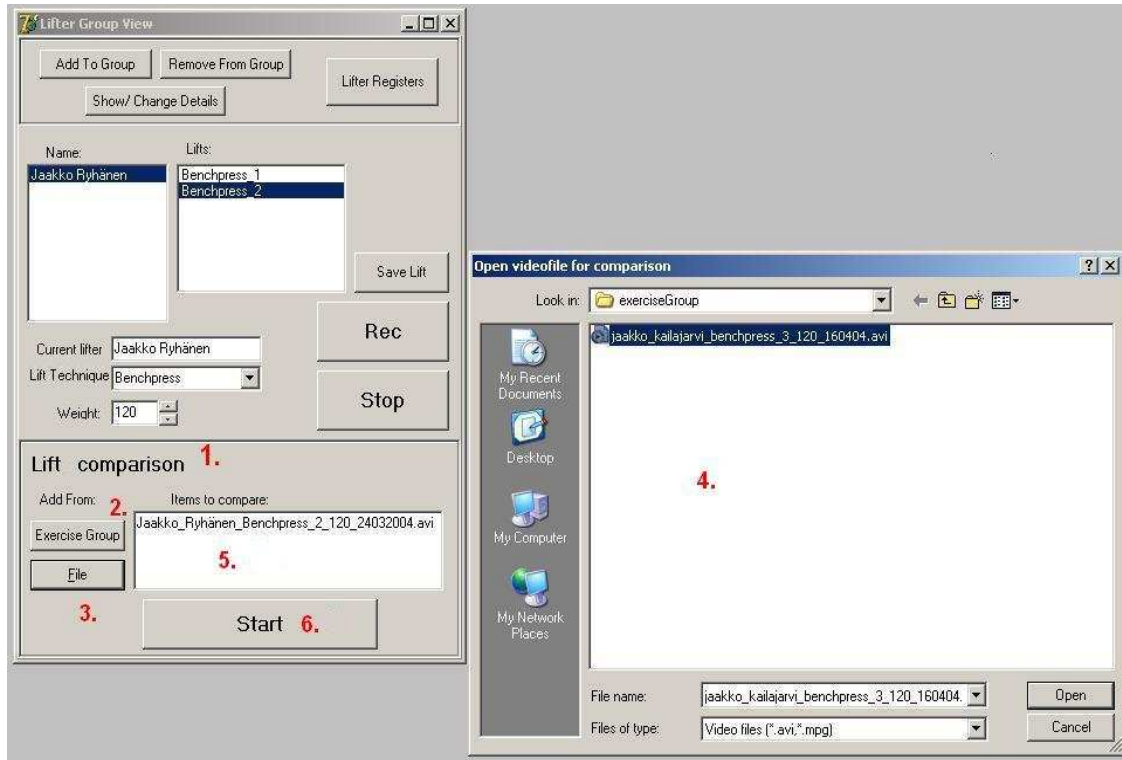 Lifter Group View
Add To Group
Remove From Group
Lifter Registers
Show/ Change Details
Name:
Lifts:
Jaakko Ryhänen
Benchpress_1
Benchpress_2
Save Lift
Rec
Current lifter
Jaakko Ryhänen
Lift Technique
Benchpress
Stop
Weight:
120
Lift comparison
1.
Add From:
2.
Items to compare:
Exercise Group
Jaakko_Ryhänen_Benchpress_2_120_24032004.avi
5.
File
3.
Start
6.
Open videofile for comparison
Look in:
exerciseGroup
jaakko_kailajarvi_benchpress_3_120_160404.avi
My Recent
Documents
Desktop
4.
My Computer
My Network
Places
File name:
jaakko_kailajarvi_benchpress_3_120_160404.
Open
Files of type:
Video files (*.avi,*.mpg)
Cancel